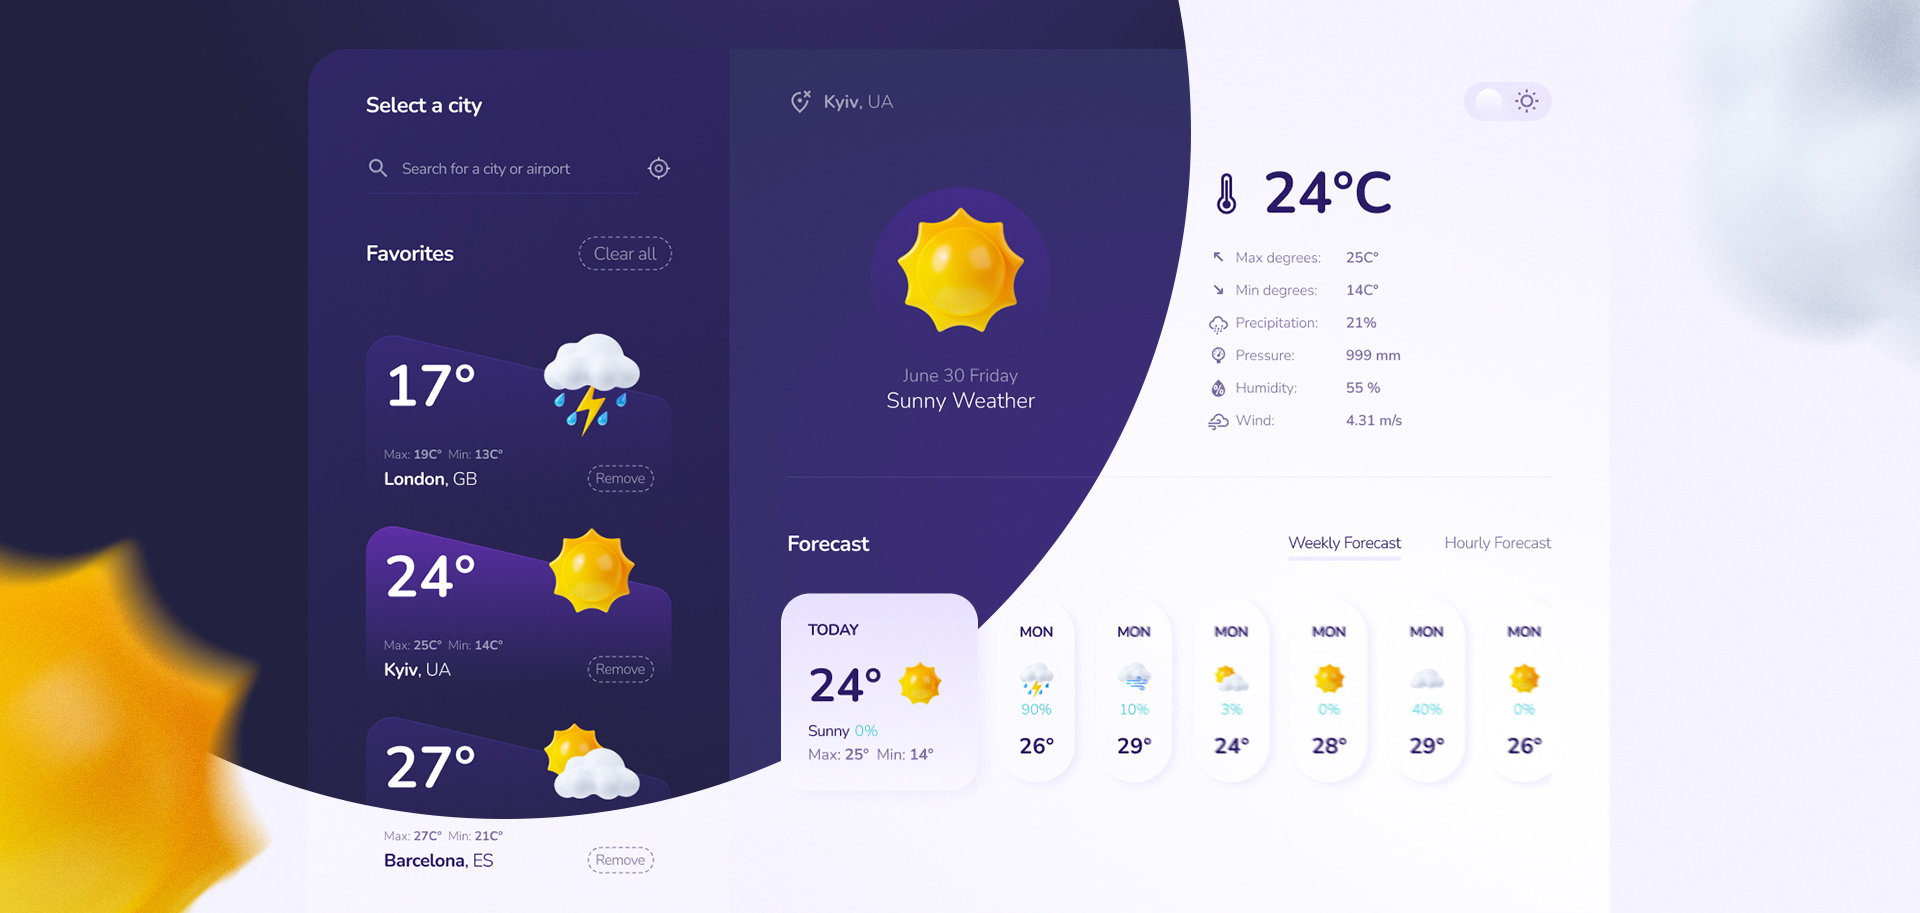 Select a city
Search for a city or airport
Favorites
Clear all
17°
Max: 19C° Min: 13C°
London, GB
Remove
24°
Max: 25C° Min: 14C°
Kyiv, UA
Remove
27°
Max: 27C° Min: 21C°
Barcelona, ES
Remove
Kyiv, UA
June 30 Friday
Sunny Weather
24°C
Max degrees: 25C°
Min degrees: 14C°
Precipitation: 21%
Pressure: 999 mm
Humidity: 55 %
Wind: 4.31 m/s
Forecast
Weekly Forecast
Hourly Forecast
TODAY
24°
Sunny 0%
Max: 25° Min: 14°
MON
90%
26°
MON
10%
29°
MON
3%
24°
MON
0%
28°
MON
40%
29°
MON
0%
26°